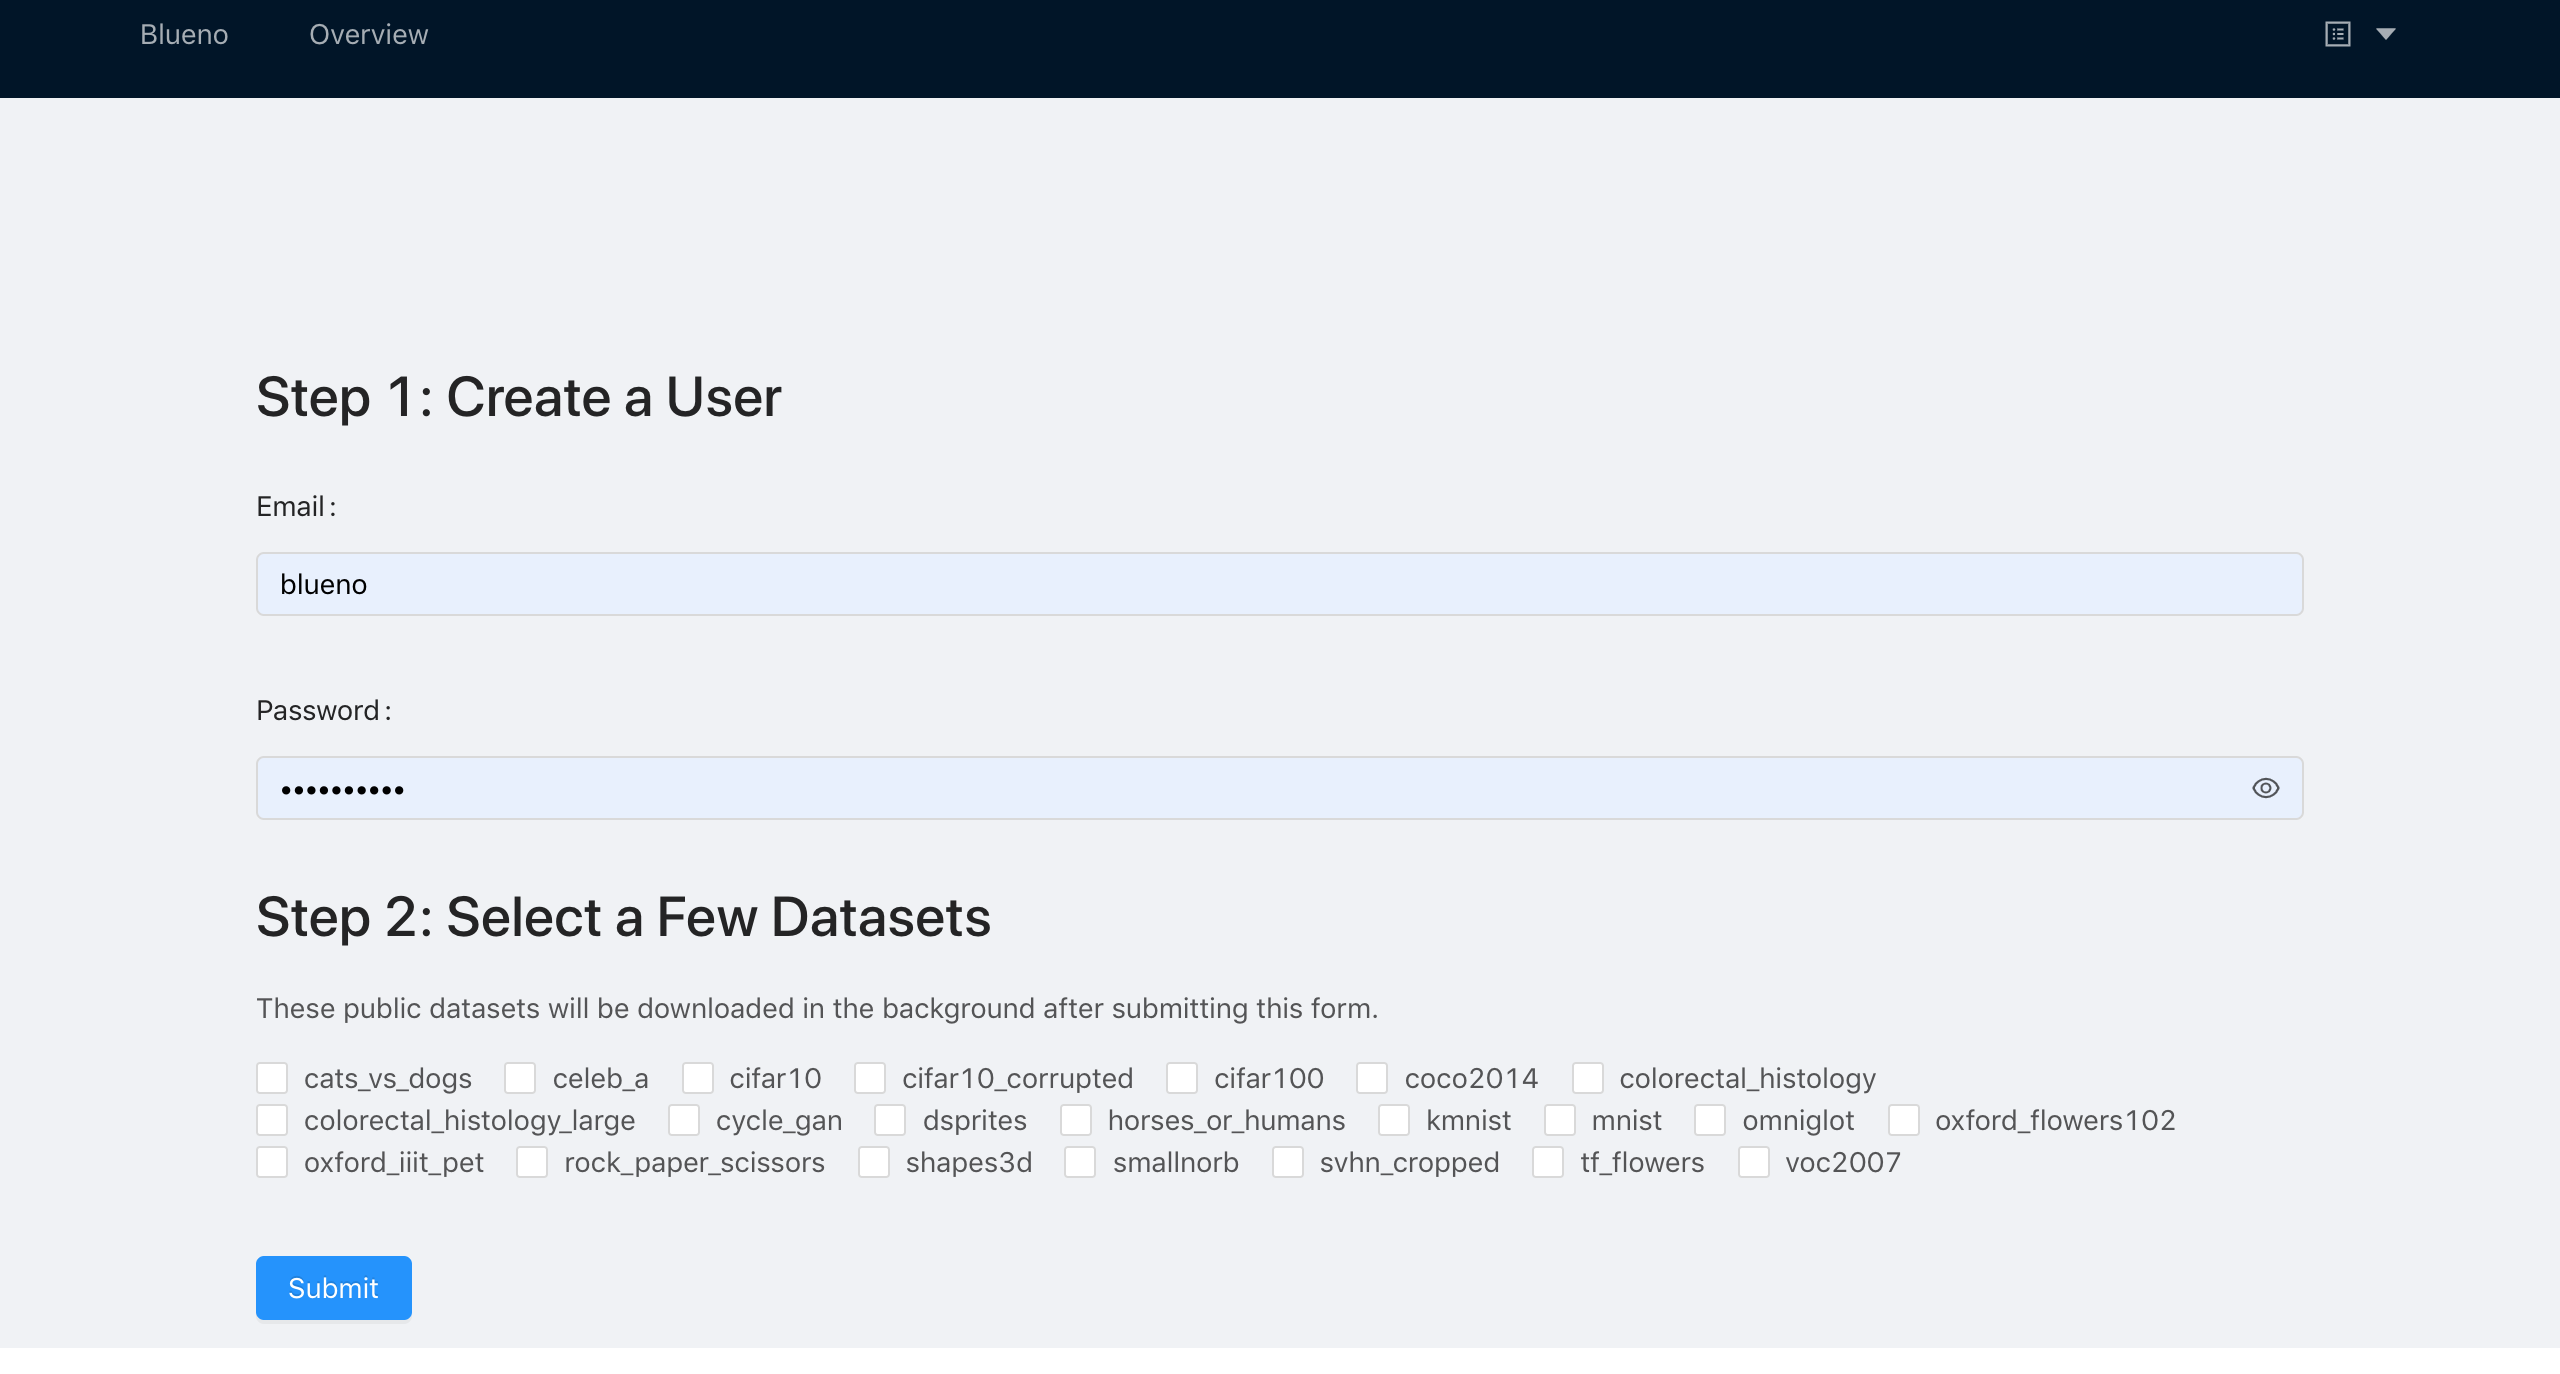 Blueno Overview
Step 1: Create a User
Email :
blueno
Password :
••••••••••
Step 2: Select a Few Datasets
These public datasets will be downloaded in the background after submitting this form.
cats_vs_dogs celeb_a cifar10 cifar10_corrupted cifar100 coco2014 colorectal_histology
colorectal_histology_large cycle_gan dsprites horses_or_humans kmnist mnist omniglot oxford_flowers102
oxford_iiit_pet rock_paper_scissors shapes3d smallnorb svhn_cropped tf_flowers voc2007
Submit